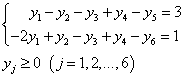 y₁ − y₂ − y₃ + y₄ − y₅ = 3
−2y₁ + y₂ − y₃ + y₄ − y₆ = 1
yⱼ ≥ 0 ( j = 1,2,...,6)